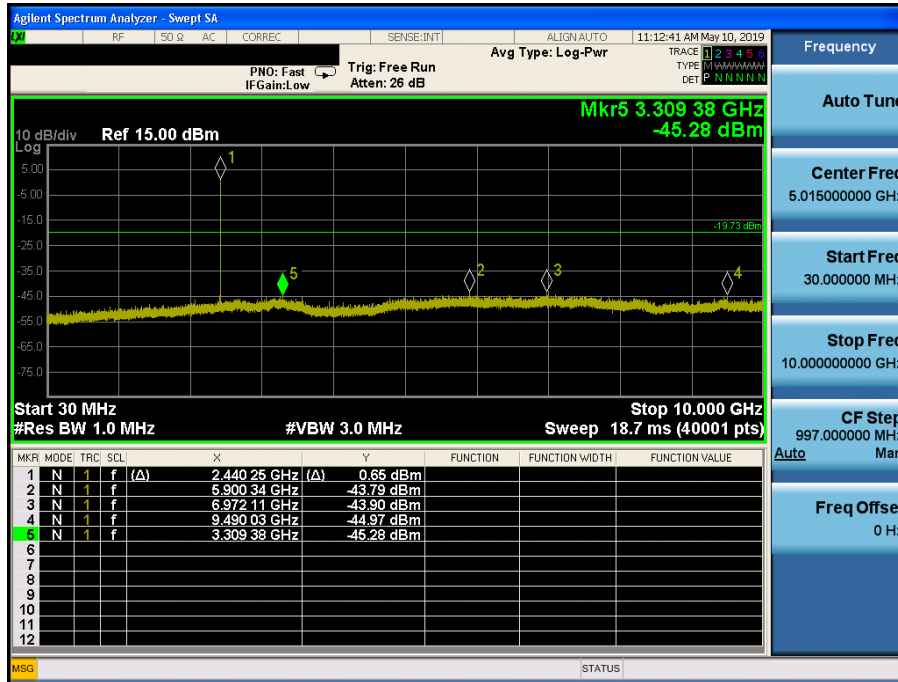 Agilent Spectrum Analyzer - Swept SA
LXI RF 50 Ω AC CORREC SENSE:INT ALIGN AUTO 11:12:41 AM May 10, 2019
Frequency
Avg Type: Log-Pwr
TRACE 1 2 3 4 5 6
TYPE M WWWWW
DET P N N N N N
PNO: Fast
IFGain:Low
Trig: Free Run
Atten: 26 dB
Auto Tune
Mkr5 3.309 38 GHz
-45.28 dBm
10 dB/div
Log
Ref 15.00 dBm
5.00
-5.00
-15.0
-25.0
-35.0
-45.0
-55.0
-65.0
-75.0
1
5
2
3
4
-19.73 dBm
Center Freq
5.015000000 GHz
Start Freq
30.000000 MHz
Stop Freq
10.000000000 GHz
Start 30 MHz
Stop 10.000 GHz
#Res BW 1.0 MHz
#VBW 3.0 MHz
Sweep 18.7 ms (40001 pts)
CF Step
997.000000 MHz
Auto Man
MKR MODE TRC SCL X Y FUNCTION FUNCTION WIDTH FUNCTION VALUE
1 N 1 f (Δ) 2.440 25 GHz (Δ) 0.65 dBm
2 N 1 f 5.900 34 GHz -43.79 dBm
3 N 1 f 6.972 11 GHz -43.90 dBm
4 N 1 f 9.490 03 GHz -44.97 dBm
5 N 1 f 3.309 38 GHz -45.28 dBm
6
7
8
9
10
11
12
Freq Offset
0 Hz
MSG
STATUS